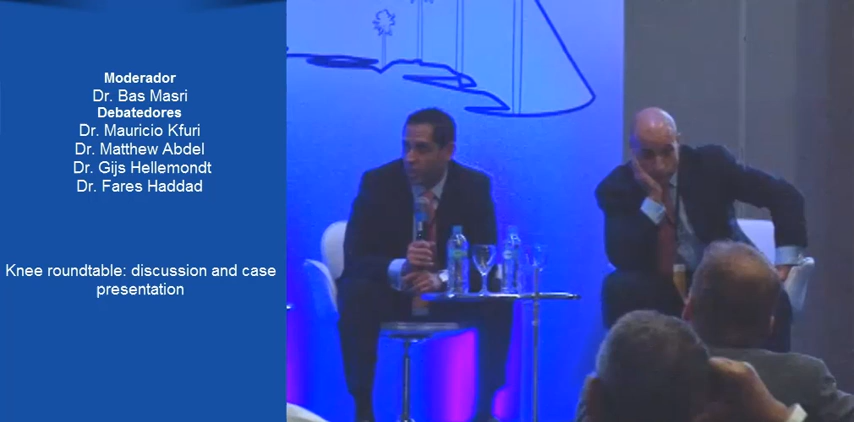 Moderador
Dr. Bas Masri
Debatedores
Dr. Mauricio Kfuri
Dr. Matthew Abdel
Dr. Gijs Hellemondt
Dr. Fares Haddad
Knee roundtable: discussion and case
presentation